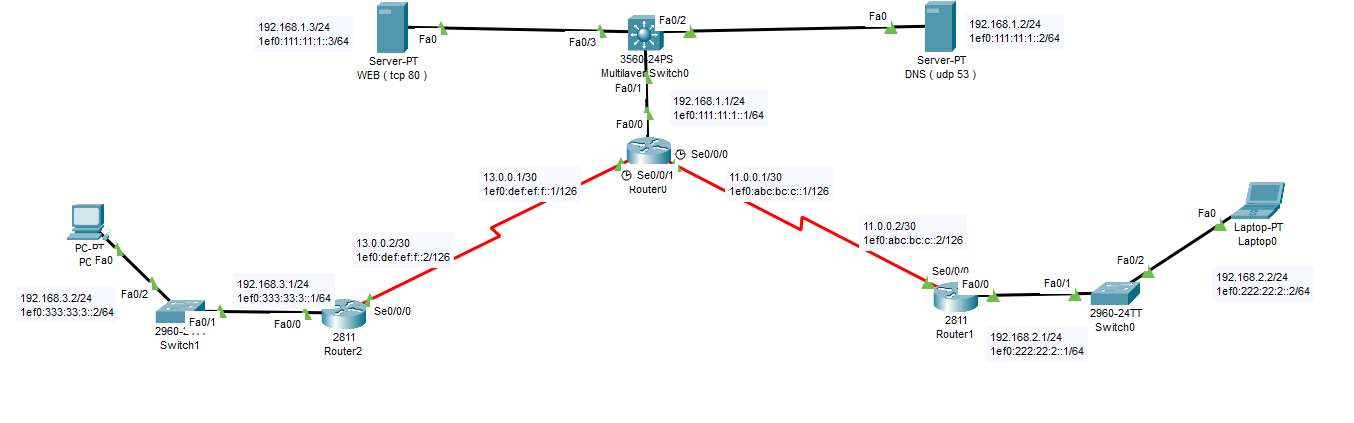 192.168.1.3/24
1ef0:111:11:1::3/64
Fa0
Server-PT
WEB ( tcp 80 )
Fa0/3
Fa0/2
3560-24PS
Multilayer Switch0
Fa0/1
Fa0
Server-PT
DNS ( udp 53 )
192.168.1.2/24
1ef0:111:11:1::2/64
192.168.1.1/24
1ef0:111:11:1::1/64
Fa0/0
Se0/0/0
Se0/0/1
Router0
13.0.0.1/30
1ef0:def:ef:f::1/126
11.0.0.1/30
1ef0:abc:bc:c::1/126
13.0.0.2/30
1ef0:def:ef:f::2/126
11.0.0.2/30
1ef0:abc:bc:c::2/126
PC-PT
PC
Fa0
Fa0/2
192.168.3.2/24
1ef0:333:33:3::2/64
Fa0/1
Switch1
192.168.3.1/24
1ef0:333:33:3::1/64
Fa0/0
Se0/0/0
2811
Router2
Se0/0/0
Fa0/0
2811
Router1
192.168.2.1/24
1ef0:222:22:2::1/64
Fa0/1
Fa0/2
2960-24TT
Switch0
Fa0
Laptop-PT
Laptop0
192.168.2.2/24
1ef0:222:22:2::2/64